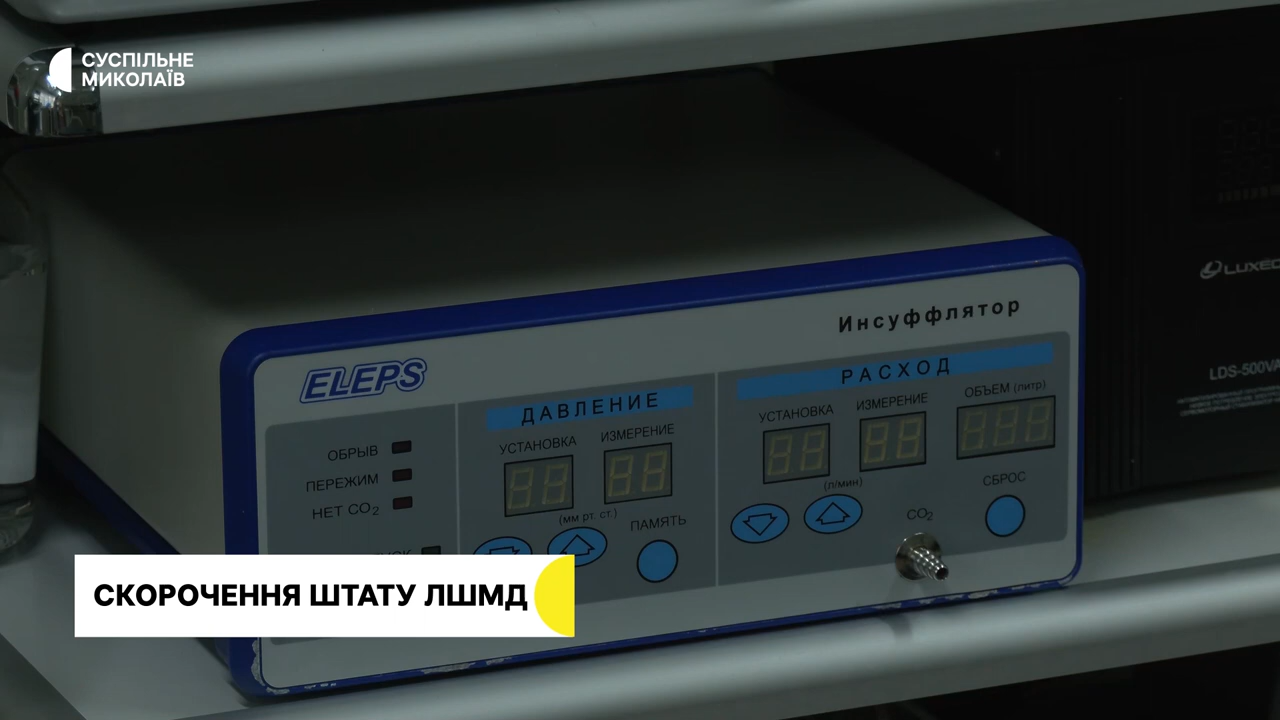 СУСПІЛЬНЕ
МИКОЛАЇВ
Инсуффлятор
ELEPS
ДАВЛЕНИЕ
РАСХОД
УСТАНОВКА
ИЗМЕРЕНИЕ
УСТАНОВКА
ИЗМЕРЕНИЕ
ОБЪЕМ (литр)
ОБРЫВ
ПЕРЕЖИМ
НЕТ CO2
(мм рт. ст.)
ПАМЯТЬ
(л/мин)
CO2
СБРОС
LDS-500VA
СКОРОЧЕННЯ ШТАТУ ЛШМД